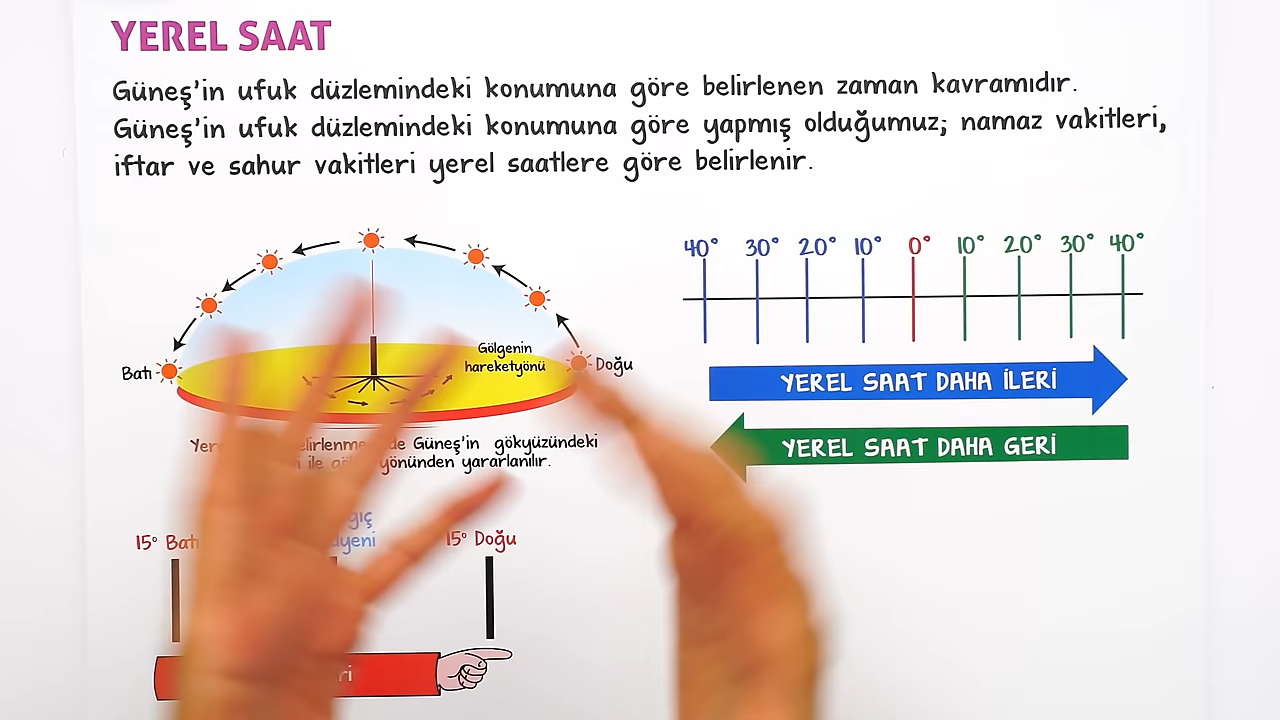 YEREL SAAT
Güneş'in ufuk düzlemindeki konumuna göre belirlenen zaman kavramıdır.
Güneş'in ufuk düzlemindeki konumuna göre yapmış olduğumuz; namaz vakitleri,
iftar ve sahur vakitleri yerel saatlere göre belirlenir.
40° 30° 20° 10° 0° 10° 20° 30° 40°
Gölgenin
hareketyönü
Batı
Doğu
YEREL SAAT DAHA İLERİ
YEREL SAAT DAHA GERİ
Güneş'in gökyüzündeki
ile yönünden yararlanılır.
15° Batı
15° Doğu